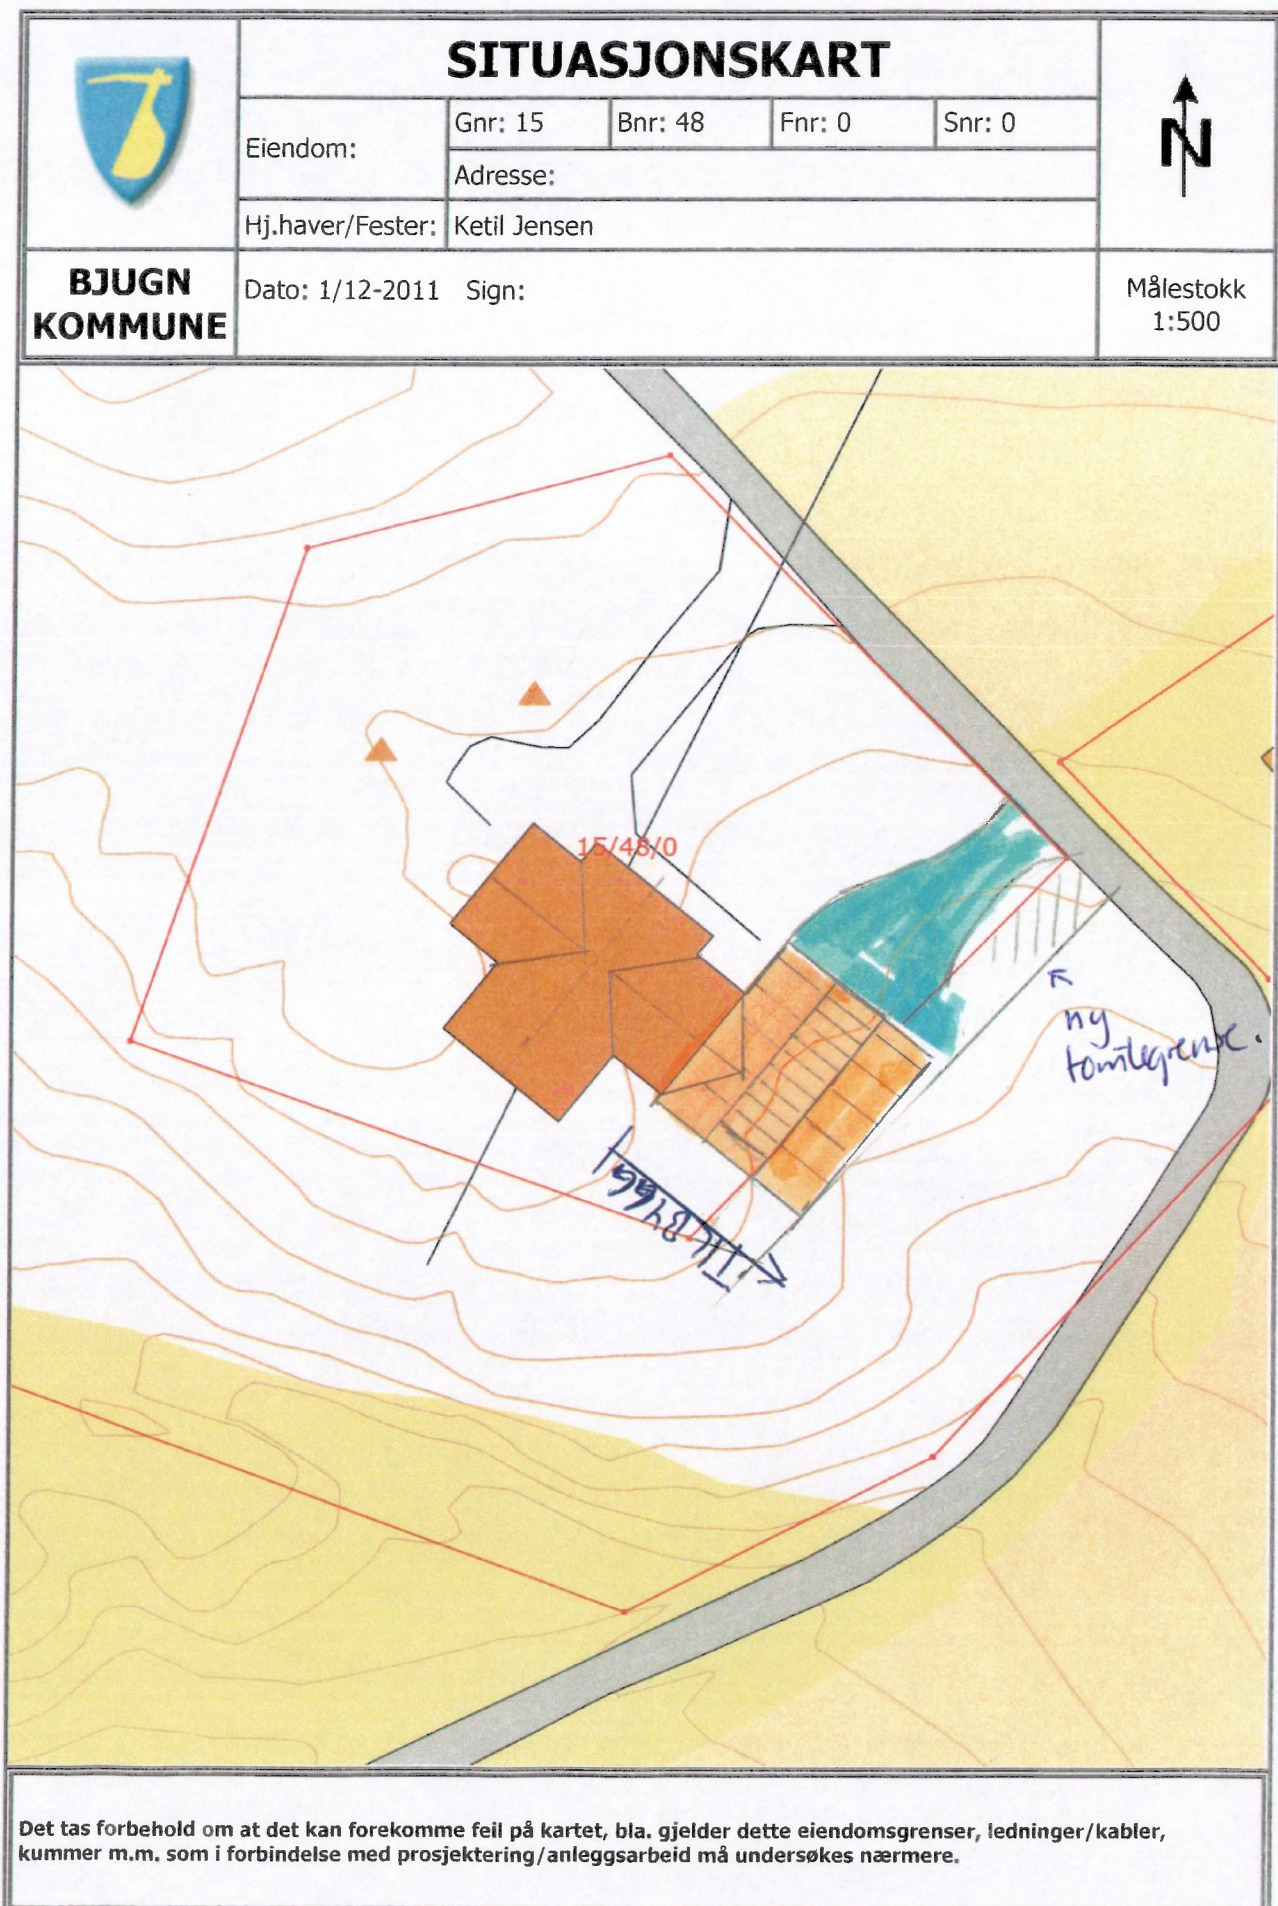 SITUASJONSKART
Eiendom:
Gnr: 15
Bnr: 48
Fnr: 0
Snr: 0
Adresse:
Hj.haver/Fester:
Ketil Jensen
N
BJUGN
KOMMUNE
Dato: 1/12-2011 Sign:
Målestokk
1:500
15/48/0
ny
tomtegrense.
TILBYGG
Det tas forbehold om at det kan forekomme feil på kartet, bla. gjelder dette eiendomsgrenser, ledninger/kabler,
kummer m.m. som i forbindelse med prosjektering/anleggsarbeid må undersøkes nærmere.